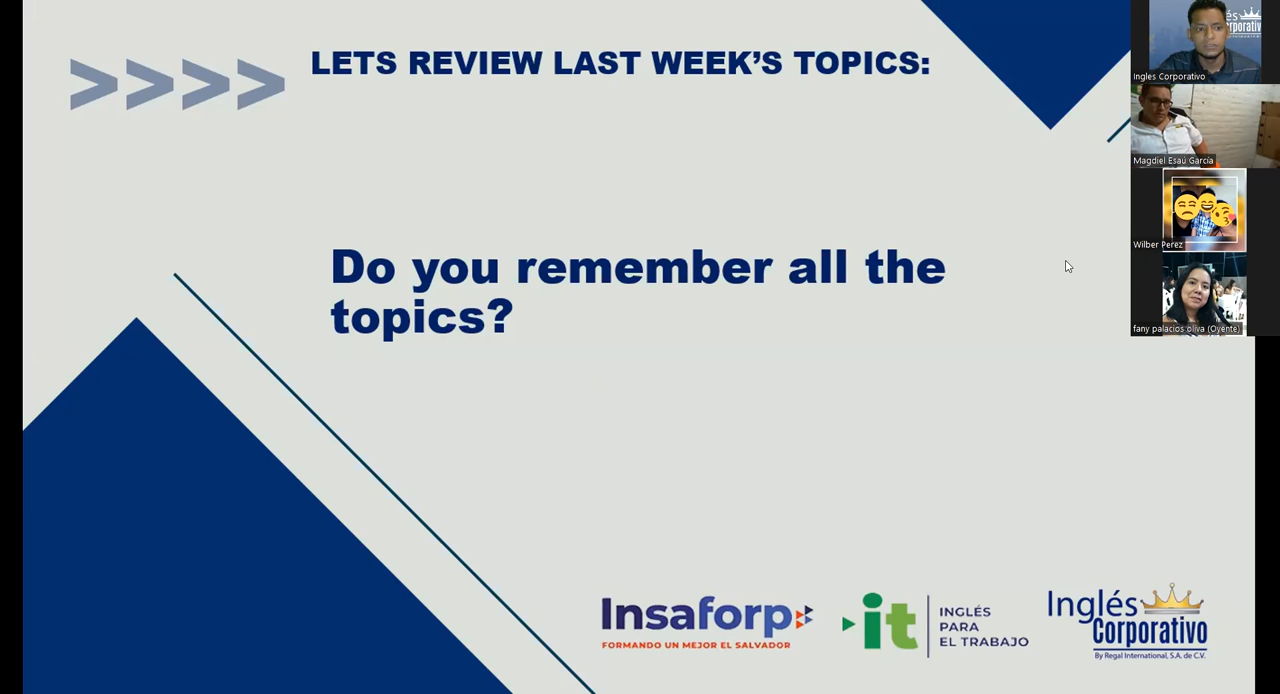 LETS REVIEW LAST WEEK'S TOPICS:
Do you remember all the
topics?
Insaforp
FORMANDO UN MEJOR EL SALVADOR
it
INGLÉS
PARA
EL TRABAJO
Inglés
Corporativo
By Regal International, S.A. de C.V.
Ingles Corporativo
Magdiel Esaú García
Wilber Perez
fany palacios oliva (Oyente)